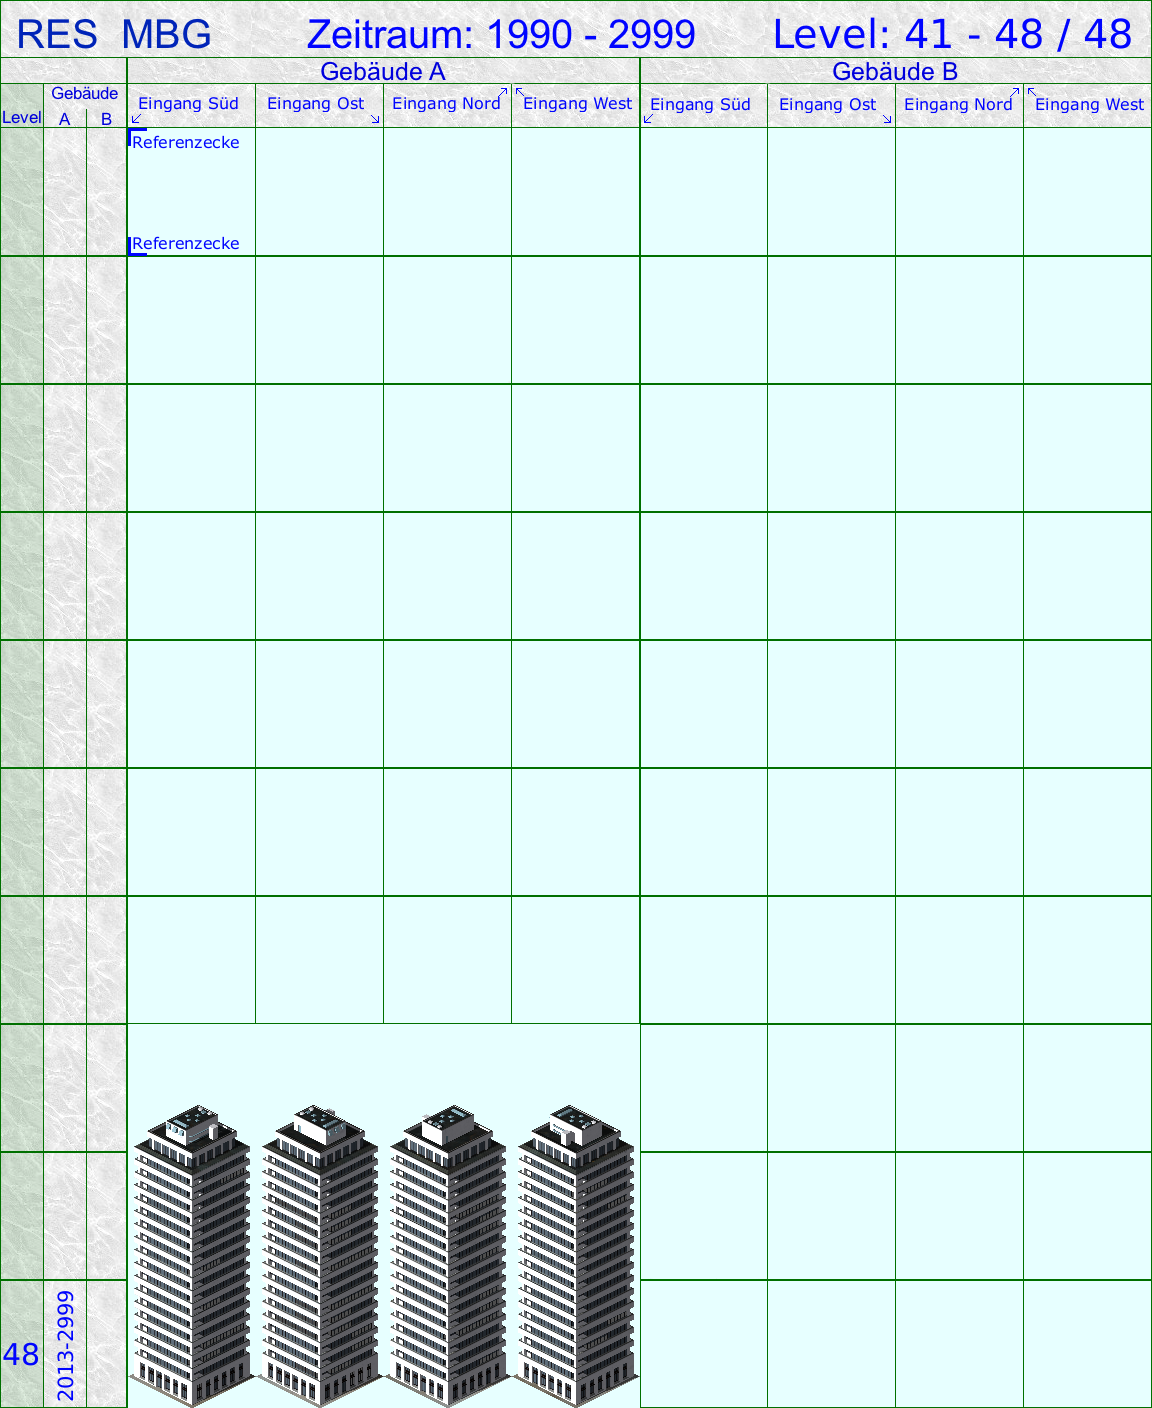 RES MBG Zeitraum: 1990 - 2999 Level: 41 - 48 / 48
Gebäude A Gebäude B
Gebäude
Level A B Eingang Süd Eingang Ost Eingang Nord Eingang West Eingang Süd Eingang Ost Eingang Nord Eingang West
Referenzecke
Referenzecke
48 2013-2999